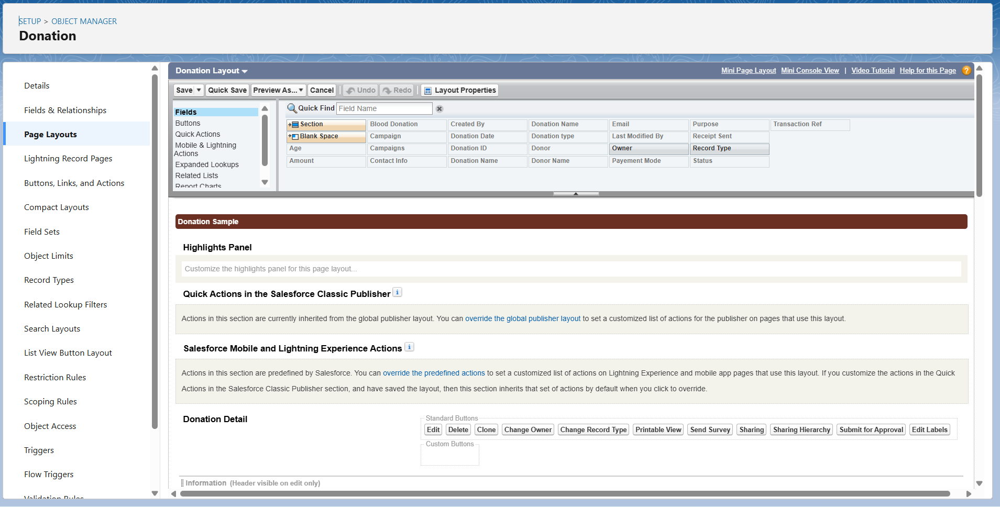 SETUP > OBJECT MANAGER
Donation
Details
Fields & Relationships
Page Layouts
Lightning Record Pages
Buttons, Links, and Actions
Compact Layouts
Field Sets
Object Limits
Record Types
Related Lookup Filters
Search Layouts
List View Button Layout
Restriction Rules
Scoping Rules
Object Access
Triggers
Flow Triggers
Validation Rules
Donation Layout
Mini Page Layout Mini Console View | Video Tutorial Help for this Page ?
Save Quick Save Preview As... Cancel Undo Redo Layout Properties
Fields
Buttons
Quick Actions
Mobile & Lightning
Actions
Expanded Lookups
Related Lists
Report Charts
Quick Find Field Name
Section Blood Donation Created By Donation Name Email Purpose Transaction Ref
Blank Space Campaign Donation Date Donation type Last Modified By Receipt Sent
Age Campaigns Donation ID Donor Owner Record Type
Amount Contact Info Donation Name Donor Name Payement Mode Status
Donation Sample
Highlights Panel
Customize the highlights panel for this page layout...
Quick Actions in the Salesforce Classic Publisher i
Actions in this section are currently inherited from the global publisher layout. You can override the global publisher layout to set a customized list of actions for the publisher on pages that use this layout.
Salesforce Mobile and Lightning Experience Actions i
Actions in this section are predefined by Salesforce. You can override the predefined actions to set a customized list of actions on Lightning Experience and mobile app pages that use this layout. If you customize the actions in the Quick
Actions in the Salesforce Classic Publisher section, and have saved the layout, then this section inherits that set of actions by default when you click to override.
Donation Detail
Standard Buttons
Edit Delete Clone Change Owner Change Record Type Printable View Send Survey Sharing Sharing Hierarchy Submit for Approval Edit Labels
Custom Buttons
Information (Header visible on edit only)